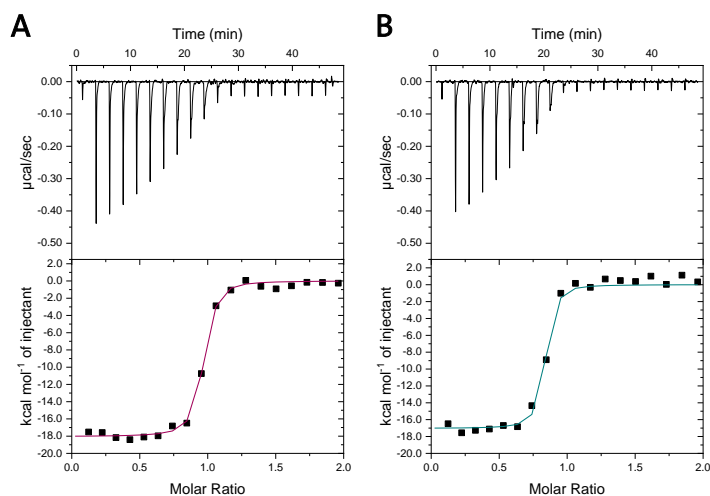 A
Time (min)
0 10 20 30 40
0.00
-0.10
-0.20
-0.30
-0.40
-0.50
µcal/sec
2.0
0.0
-2.0
-4.0
-6.0
-8.0
-10.0
-12.0
-14.0
-16.0
-18.0
-20.0
kcal mol⁻¹ of injectant
0.0 0.5 1.0 1.5 2.0
Molar Ratio
B
Time (min)
0 10 20 30 40
0.00
-0.10
-0.20
-0.30
-0.40
-0.50
µcal/sec
2.0
0.0
-2.0
-4.0
-6.0
-8.0
-10.0
-12.0
-14.0
-16.0
-18.0
-20.0
kcal mol⁻¹ of injectant
0.0 0.5 1.0 1.5 2.0
Molar Ratio